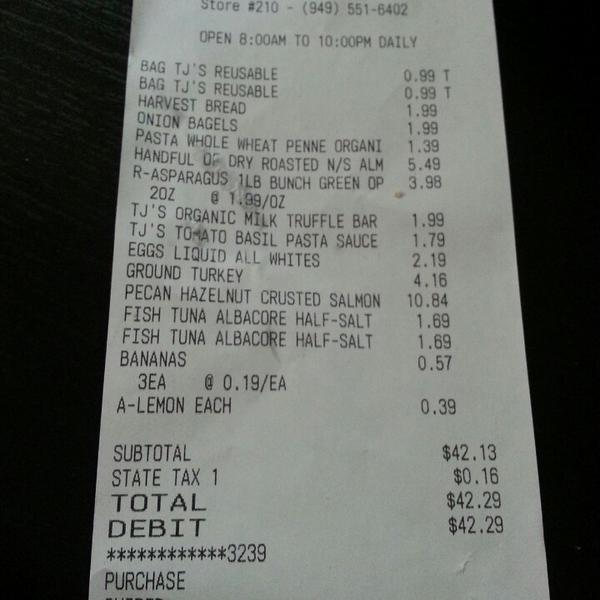 Store #210 - (949) 551-6402
OPEN 8:00AM TO 10:00PM DAILY
BAG TJ'S REUSABLE 0.99 T
BAG TJ'S REUSABLE 0.99 T
HARVEST BREAD 1.99
ONION BAGELS 1.99
PASTA WHOLE WHEAT PENNE ORGANI 1.39
HANDFUL OF DRY ROASTED N/S ALM 5.49
R-ASPARAGUS 1LB BUNCH GREEN OP 3.98
2OZ @ 1.99/OZ
TJ'S ORGANIC MILK TRUFFLE BAR 1.99
TJ'S TOMATO BASIL PASTA SAUCE 1.79
EGGS LIQUID ALL WHITES 2.19
GROUND TURKEY 4.16
PECAN HAZELNUT CRUSTED SALMON 10.84
FISH TUNA ALBACORE HALF-SALT 1.69
FISH TUNA ALBACORE HALF-SALT 1.69
BANANAS 0.57
3EA @ 0.19/EA
A-LEMON EACH 0.39
SUBTOTAL $42.13
STATE TAX 1 $0.16
TOTAL $42.29
DEBIT $42.29
************3239
PURCHASE